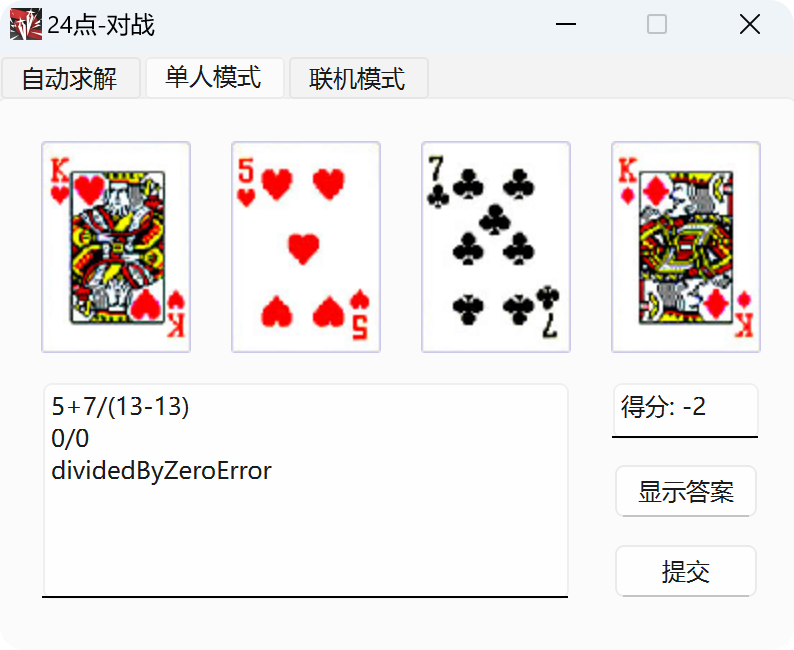 24点-对战
自动求解 单人模式 联机模式
K 5 7 K
K 5 7 K
5+7/(13-13)
0/0
dividedByZeroError
得分: -2
显示答案
提交